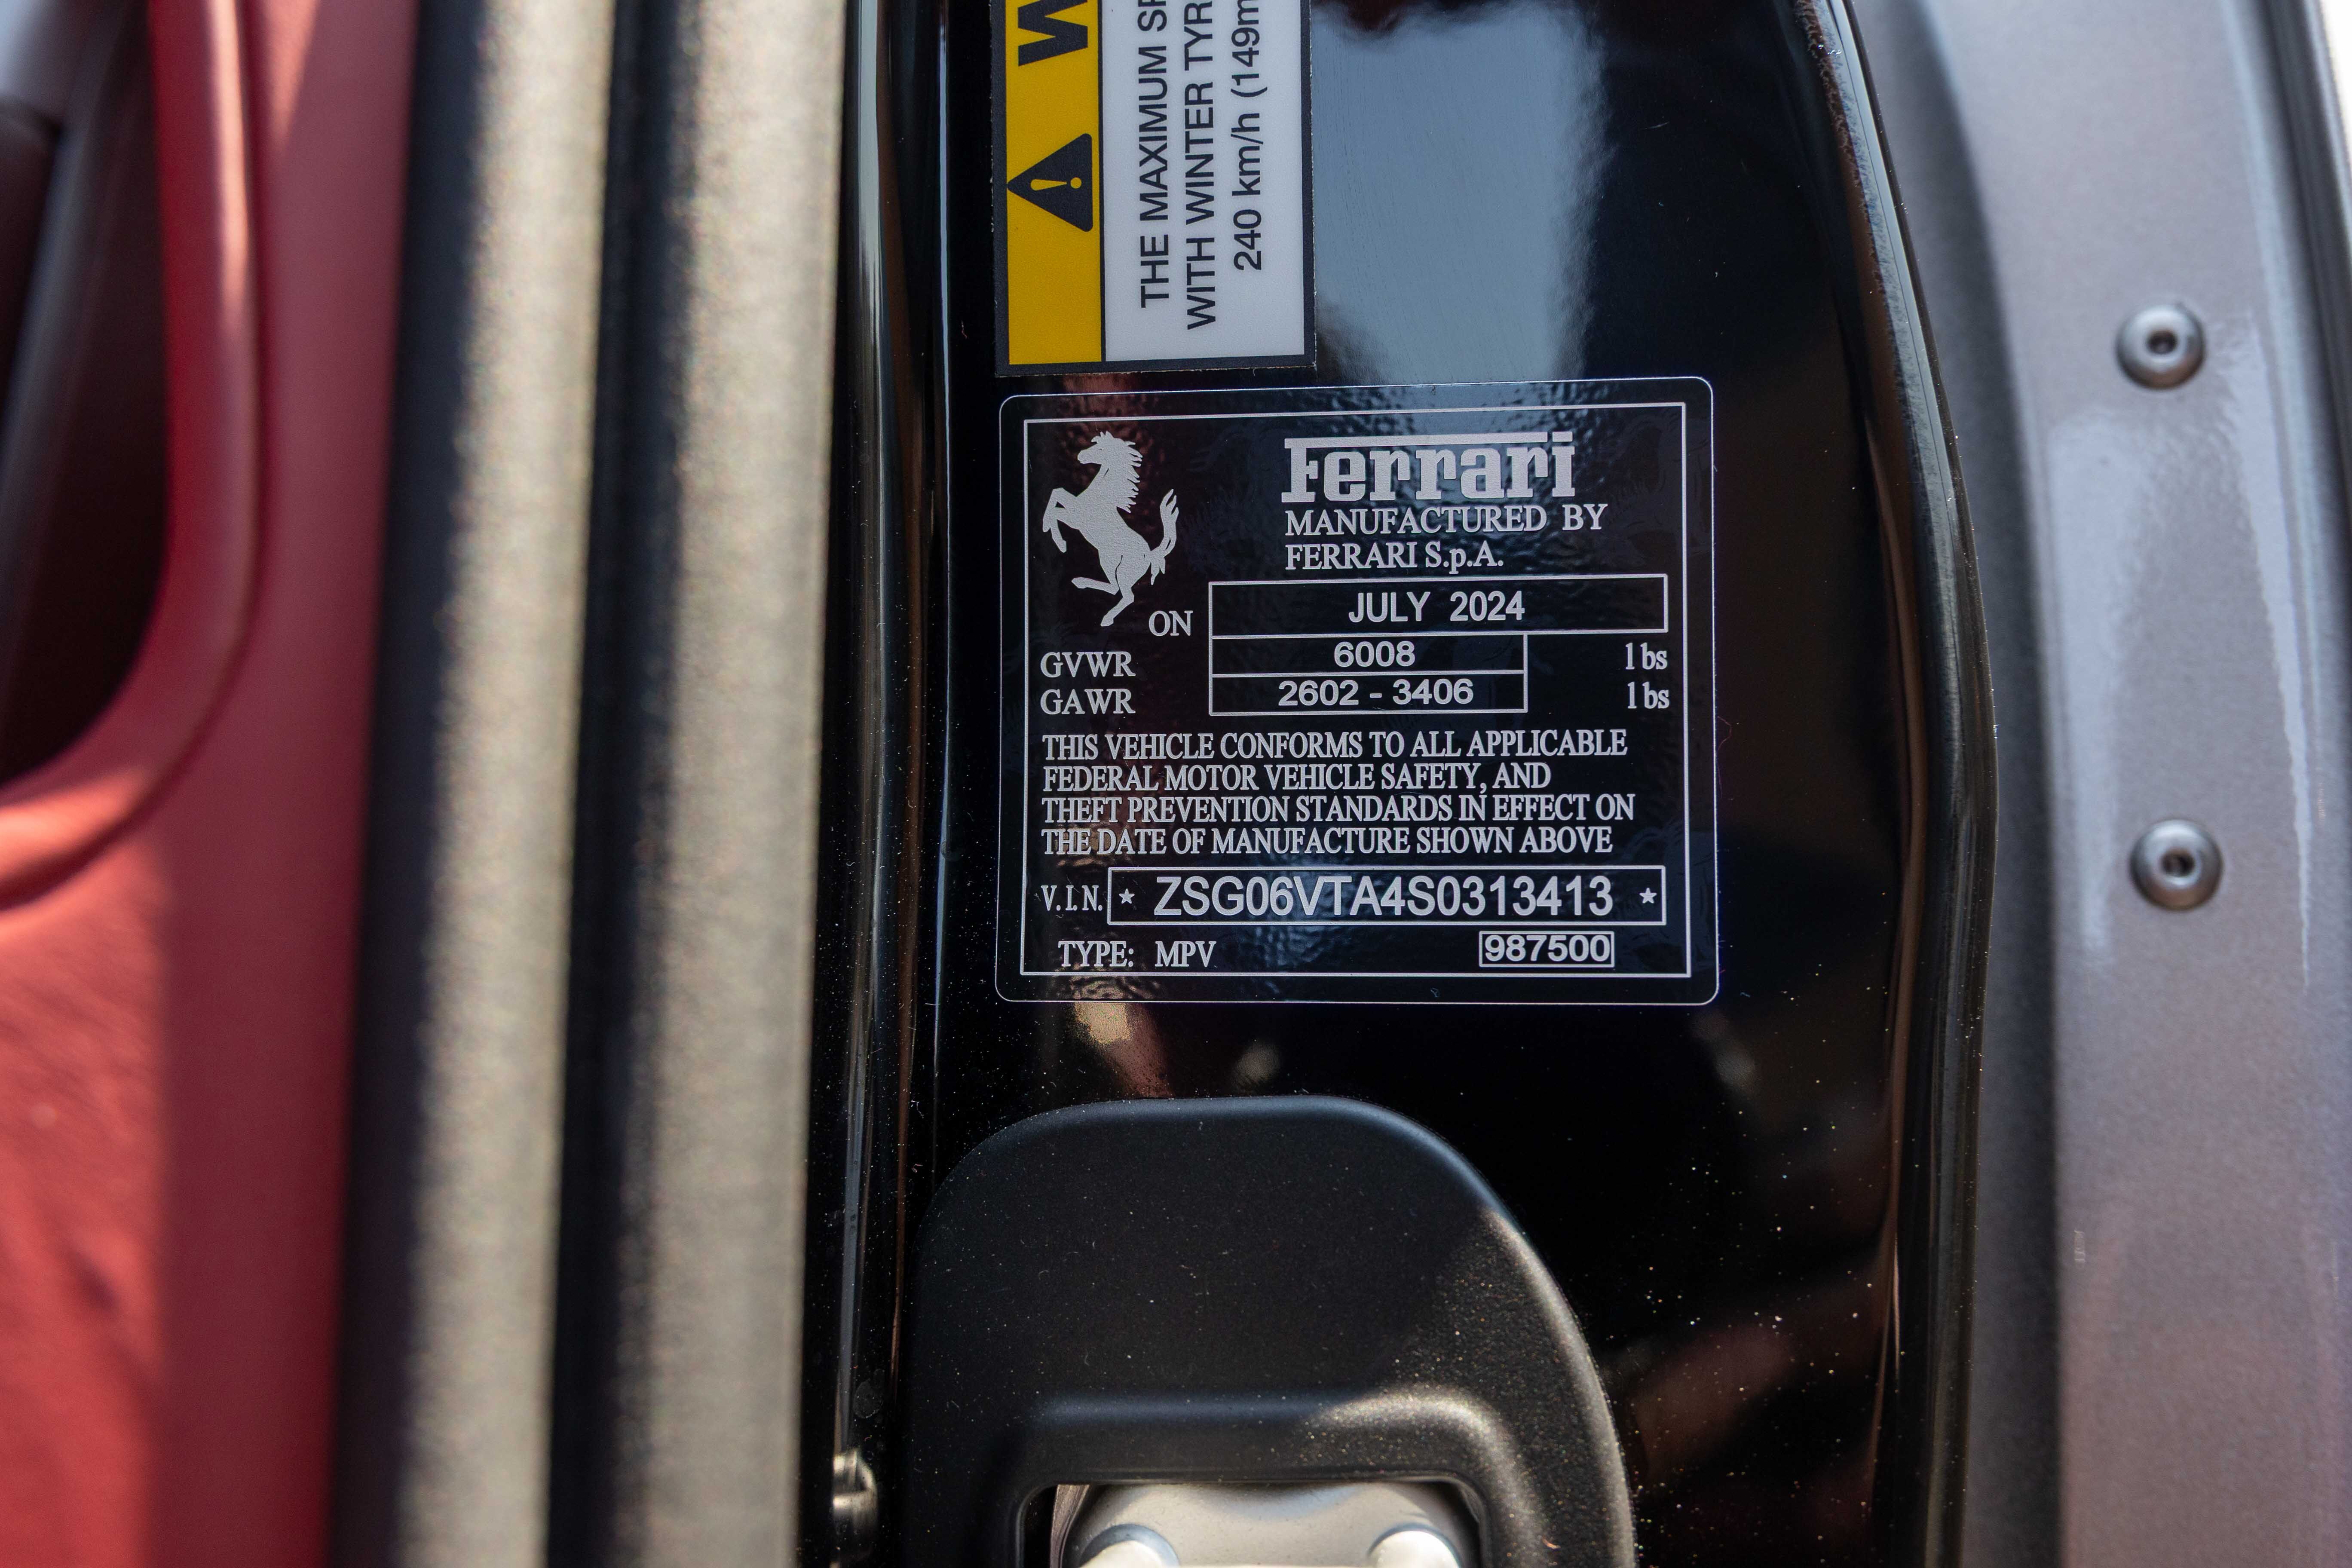 W
THE MAXIMUM
WITH WINTER
240 km/h
Ferrari
MANUFACTURED BY
FERRARI S.p.A.
ON JULY 2024
GVWR 6008 lbs
GAWR 2602 - 3406 lbs
THIS VEHICLE CONFORMS TO ALL APPLICABLE
FEDERAL MOTOR VEHICLE SAFETY, AND
THEFT PREVENTION STANDARDS IN EFFECT ON
THE DATE OF MANUFACTURE SHOWN ABOVE
V.I.N. ★ ZSG06VTA4S0313413 ★
TYPE: MPV 987500